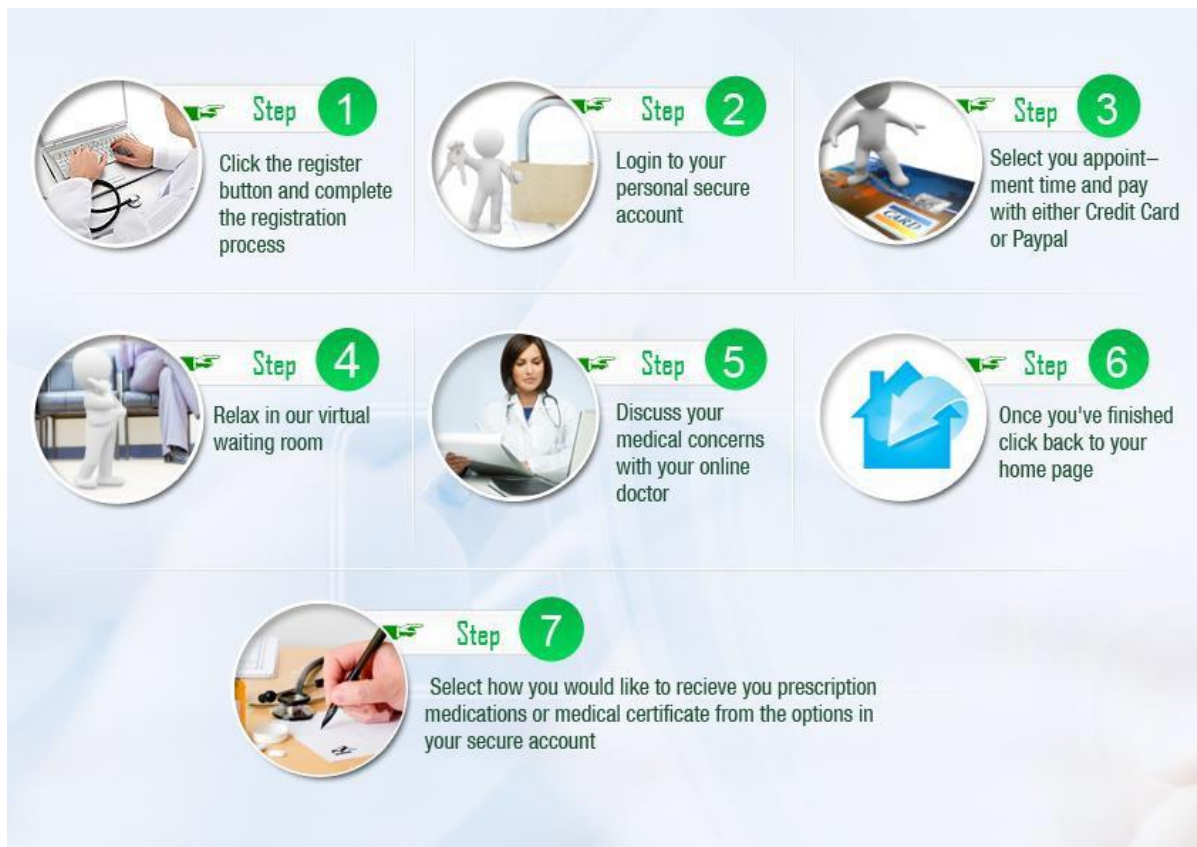 Step 1
Click the register
button and complete
the registration
process
Step 2
Login to your
personal secure
account
Step 3
Select you appoint–
ment time and pay
with either Credit Card
or Paypal
CARD
Step 4
Relax in our virtual
waiting room
Step 5
Discuss your
medical concerns
with your online
doctor
Step 6
Once you've finished
click back to your
home page
Step 7
Select how you would like to recieve you prescription
medications or medical certificate from the options in
your secure account